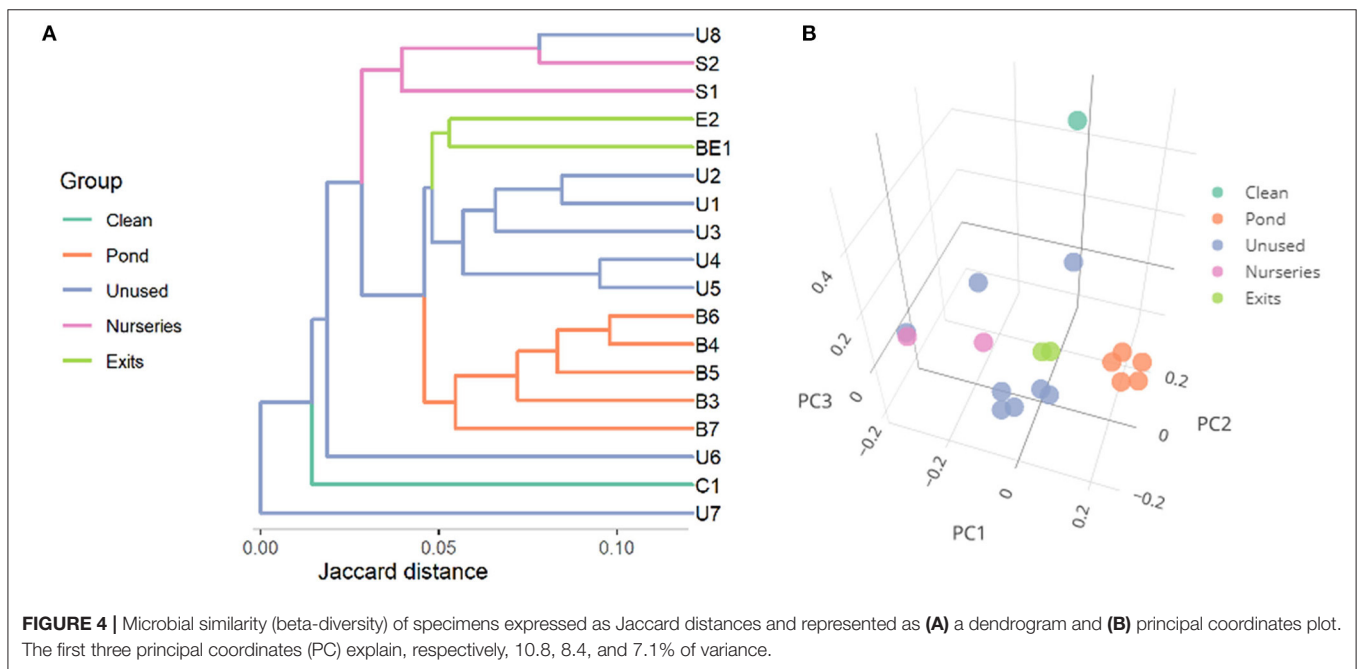 A
U8
S2
S1
E2
BE1
U2
U1
U3
U4
U5
B6
B4
B5
B3
B7
U6
C1
U7
Group
Clean
Pond
Unused
Nurseries
Exits
0.00 0.05 0.10
Jaccard distance
B
Clean
Pond
Unused
Nurseries
Exits
0.4
0.2
0
PC3
−0.2
−0.2
0
0.2
PC1
0.2
0
−0.2
PC2
FIGURE 4 | Microbial similarity (beta-diversity) of specimens expressed as Jaccard distances and represented as (A) a dendrogram and (B) principal coordinates plot.
The first three principal coordinates (PC) explain, respectively, 10.8, 8.4, and 7.1% of variance.